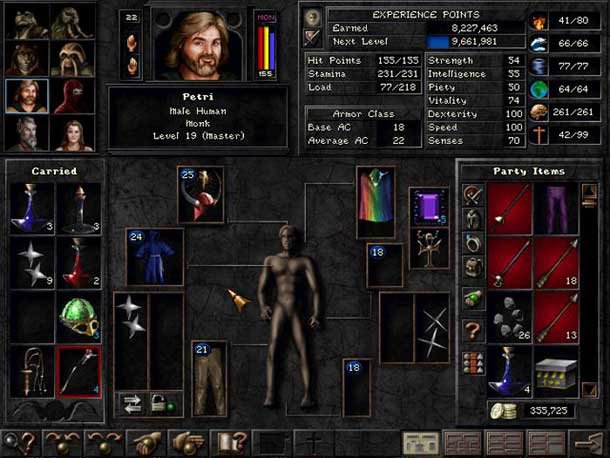 22
MON
155
Petri
Male Human
Monk
Level 19 (Master)
EXPERIENCE POINTS
Earned 8,227,463
Next Level 9,661,981
Hit Points 155/155
Stamina 231/231
Load 77/218
Armor Class
Base AC 18
Average AC 22
Strength 54
Intelligence 55
Piety 50
Vitality 74
Dexterity 100
Speed 100
Senses 70
41/80
66/66
77/77
64/64
261/261
42/99
Carried
3
3
9
2
4
25
24
21
18
18
Party Items
18
26
13
4
355,725